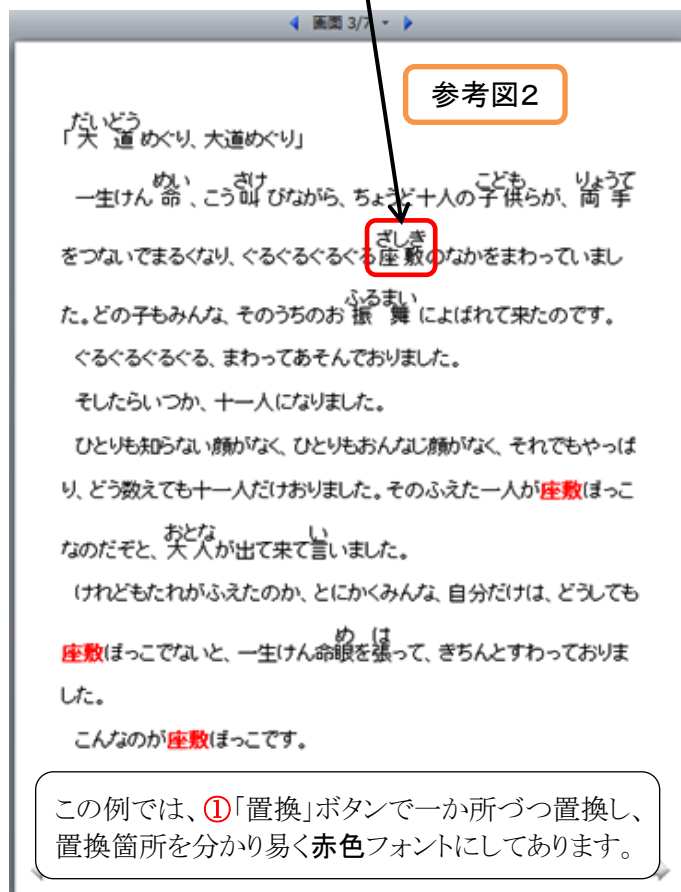 画面 3/7
参考図2
だいどう
「大道めぐり、大道めぐり」
めい さけ こども りょうて
一生けん命、こう叫びながら、ちょうど十人の子供らが、両手
ざしき
をつないでまるくなり、ぐるぐるぐるぐる座敷のなかをまわっていまし
ふるまい
た。どの子もみんな、そのうちのお振舞によばれて来たのです。
ぐるぐるぐるぐる、まわってあそんでおりました。
そしたらいつか、十一人になりました。
ひとりも知らない顔がなく、ひとりもおんなじ顔がなく、それでもやっぱ
り、どう数えても十一人だけおりました。そのふえた一人が座敷ぼっこ
おとな い
なのだぞと、大人が出て来て言いました。
けれどもたれがふえたのか、とにかくみんな、自分だけは、どうしても
め は
座敷ぼっこでないと、一生けん命眼を張って、きちんとすわっておりま
した。
こんなのが座敷ぼっこです。
この例では、①「置換」ボタンで一か所づつ置換し、
置換箇所を分かり易く赤色フォントにしてあります。